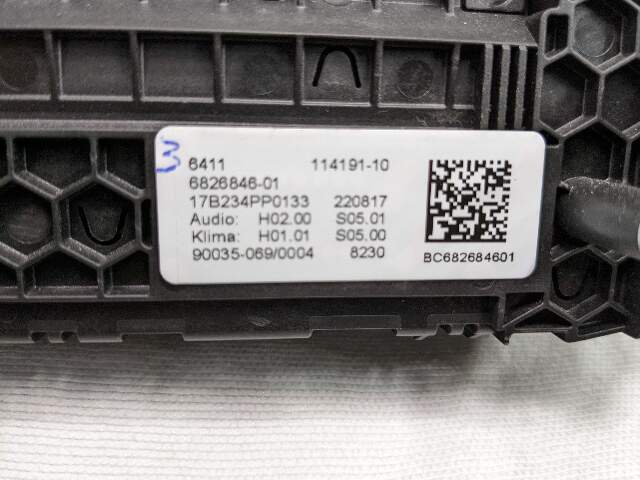 3
6411 114191-10
6826846-01
17B234PP0133 220817
Audio: H02.00 S05.01
Klima: H01.01 S05.00
90035-069/0004 8230
BC682684601